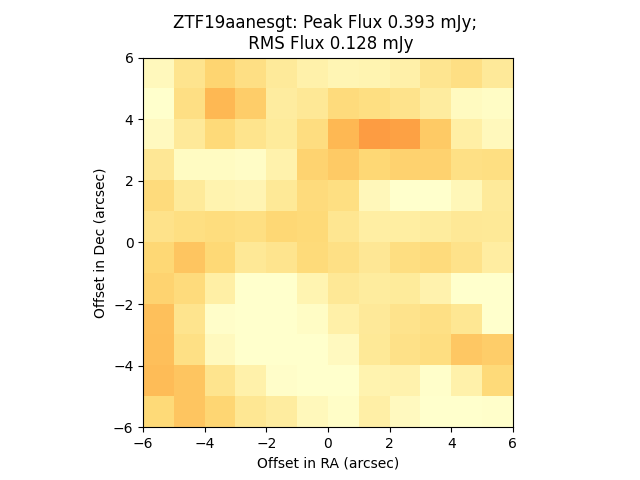 ZTF19aanesgt: Peak Flux 0.393 mJy;
RMS Flux 0.128 mJy
6
4
2
0
−2
−4
−6
Offset in Dec (arcsec)
−6 −4 −2 0 2 4 6
Offset in RA (arcsec)